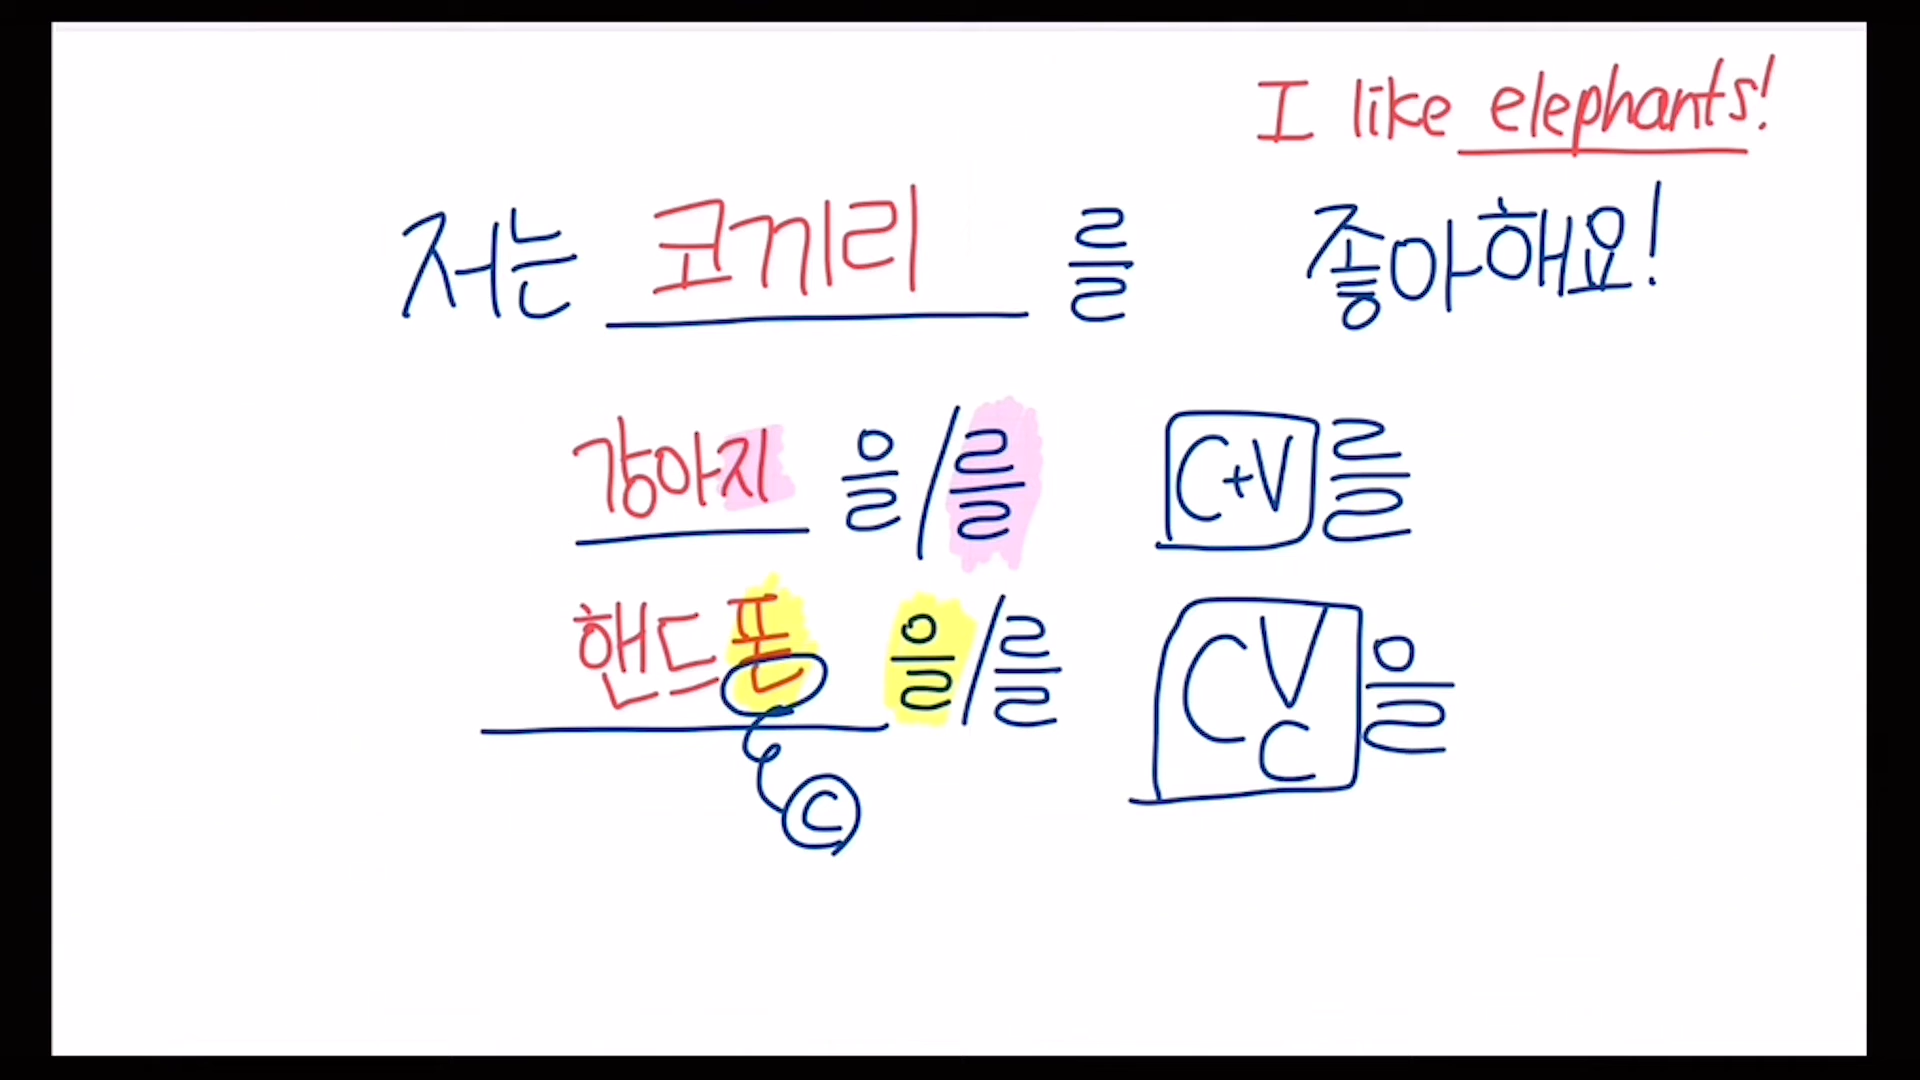 I like elephants!
저는 코끼리 를 좋아해요!
강아지 을/를 C+V 를
핸드폰 을/를 CVC 을
C